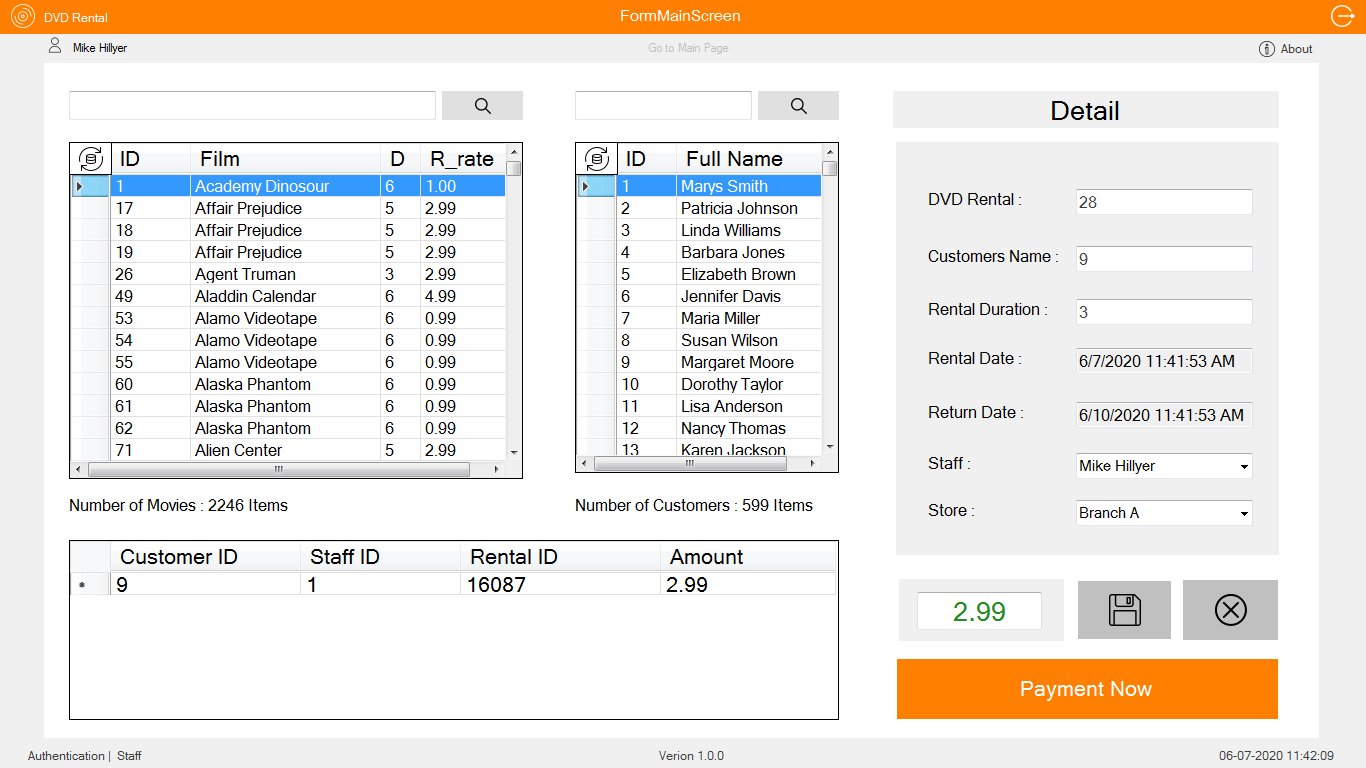 DVD Rental
FormMainScreen
Mike Hillyer
Go to Main Page
About
ID Film D R_rate
1 Academy Dinosour 6 1.00
17 Affair Prejudice 5 2.99
18 Affair Prejudice 5 2.99
19 Affair Prejudice 5 2.99
26 Agent Truman 3 2.99
49 Aladdin Calendar 6 4.99
53 Alamo Videotape 6 0.99
54 Alamo Videotape 6 0.99
55 Alamo Videotape 6 0.99
60 Alaska Phantom 6 0.99
61 Alaska Phantom 6 0.99
62 Alaska Phantom 6 0.99
71 Alien Center 5 2.99
Number of Movies : 2246 Items
ID Full Name
1 Marys Smith
2 Patricia Johnson
3 Linda Williams
4 Barbara Jones
5 Elizabeth Brown
6 Jennifer Davis
7 Maria Miller
8 Susan Wilson
9 Margaret Moore
10 Dorothy Taylor
11 Lisa Anderson
12 Nancy Thomas
13 Karen Jackson
Number of Customers : 599 Items
Customer ID Staff ID Rental ID Amount
9 1 16087 2.99
Detail
DVD Rental : 28
Customers Name : 9
Rental Duration : 3
Rental Date : 6/7/2020 11:41:53 AM
Return Date : 6/10/2020 11:41:53 AM
Staff : Mike Hillyer
Store : Branch A
2.99
Payment Now
Authentication | Staff
Verion 1.0.0
06-07-2020 11:42:09